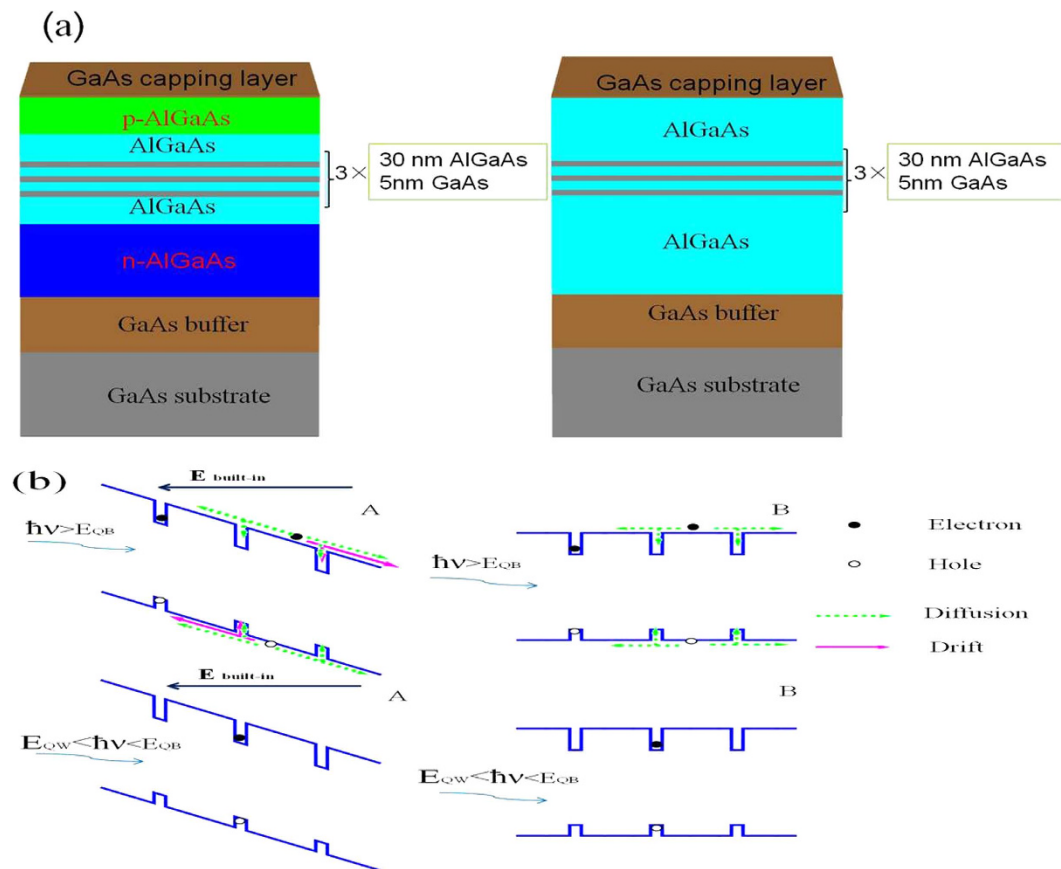 (a)
GaAs capping layer
p-AlGaAs
AlGaAs
AlGaAs
n-AlGaAs
GaAs buffer
GaAs substrate
3 ×
30 nm AlGaAs
5nm GaAs
GaAs capping layer
AlGaAs
AlGaAs
GaAs buffer
GaAs substrate
3 ×
30 nm AlGaAs
5nm GaAs
(b)
E built-in
A
ħν>EQB
B
ħν>EQB
Electron
Hole
Diffusion
Drift
E built-in
A
EQW<ħν<EQB
B
EQW<ħν<EQB